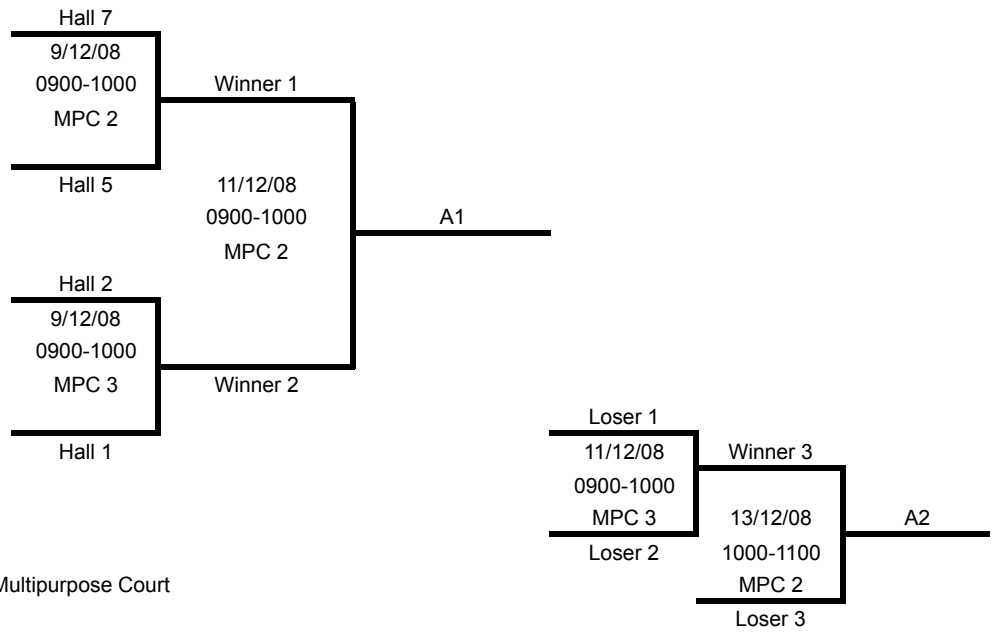 Hall 7
9/12/08
0900-1000
MPC 2
Hall 5
Winner 1
11/12/08
0900-1000
MPC 2
A1
Hall 2
9/12/08
0900-1000
MPC 3
Hall 1
Winner 2
Loser 1
11/12/08
0900-1000
MPC 3
Loser 2
Winner 3
13/12/08
1000-1100
MPC 2
Loser 3
A2
Multipurpose Court